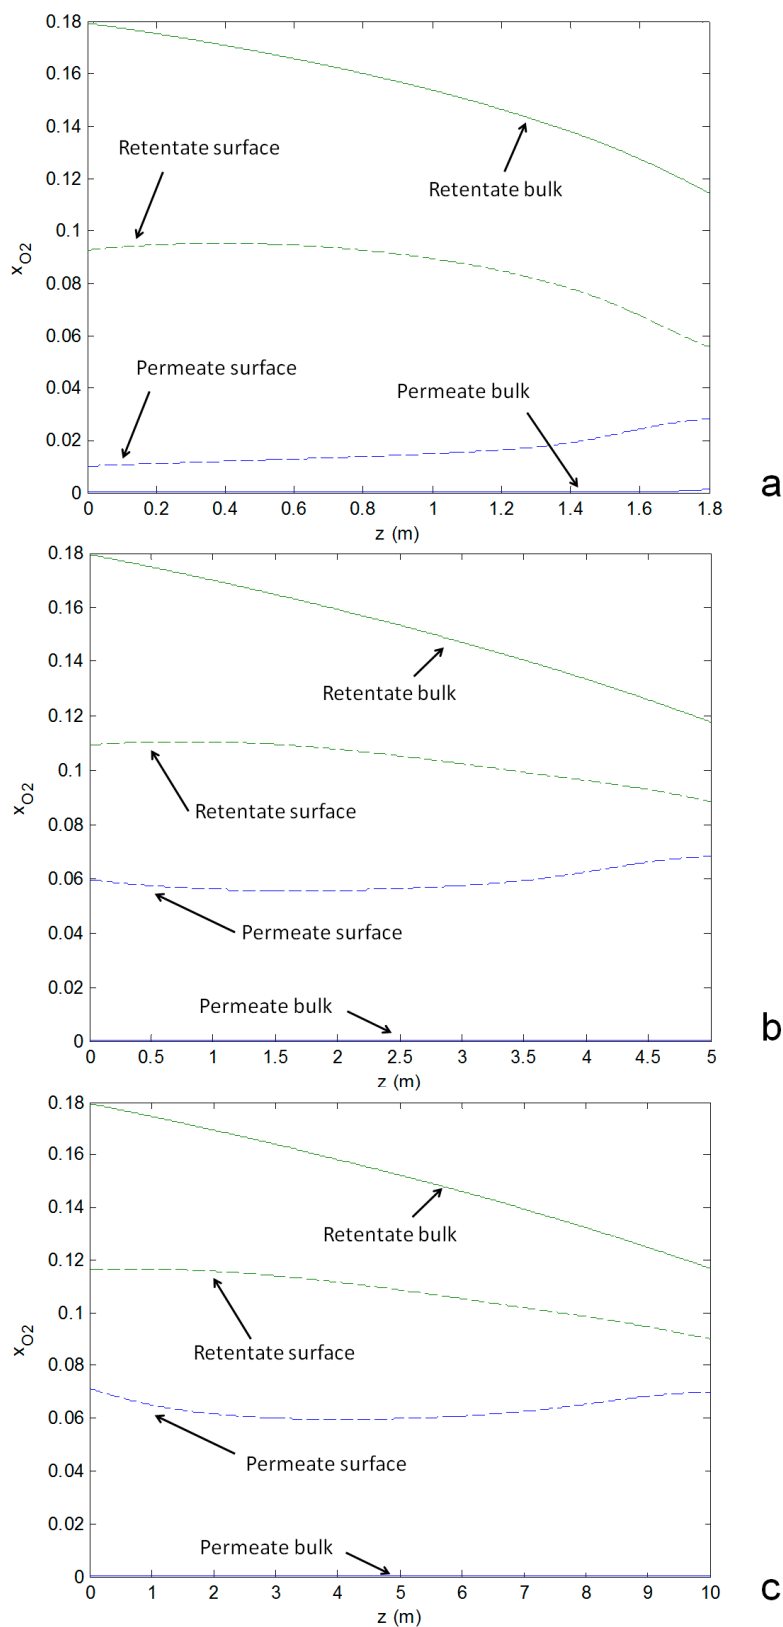 0.18
0.16
0.14
0.12
0.1
0.08
0.06
0.04
0.02
0
xO2
Retentate surface
Retentate bulk
Permeate surface
Permeate bulk
0 0.2 0.4 0.6 0.8 1 1.2 1.4 1.6 1.8
z (m)
a
0.18
0.16
0.14
0.12
0.1
0.08
0.06
0.04
0.02
0
xO2
Retentate bulk
Retentate surface
Permeate surface
Permeate bulk
0 0.5 1 1.5 2 2.5 3 3.5 4 4.5 5
z (m)
b
0.18
0.16
0.14
0.12
0.1
0.08
0.06
0.04
0.02
0
xO2
Retentate bulk
Retentate surface
Permeate surface
Permeate bulk
0 1 2 3 4 5 6 7 8 9 10
z (m)
c